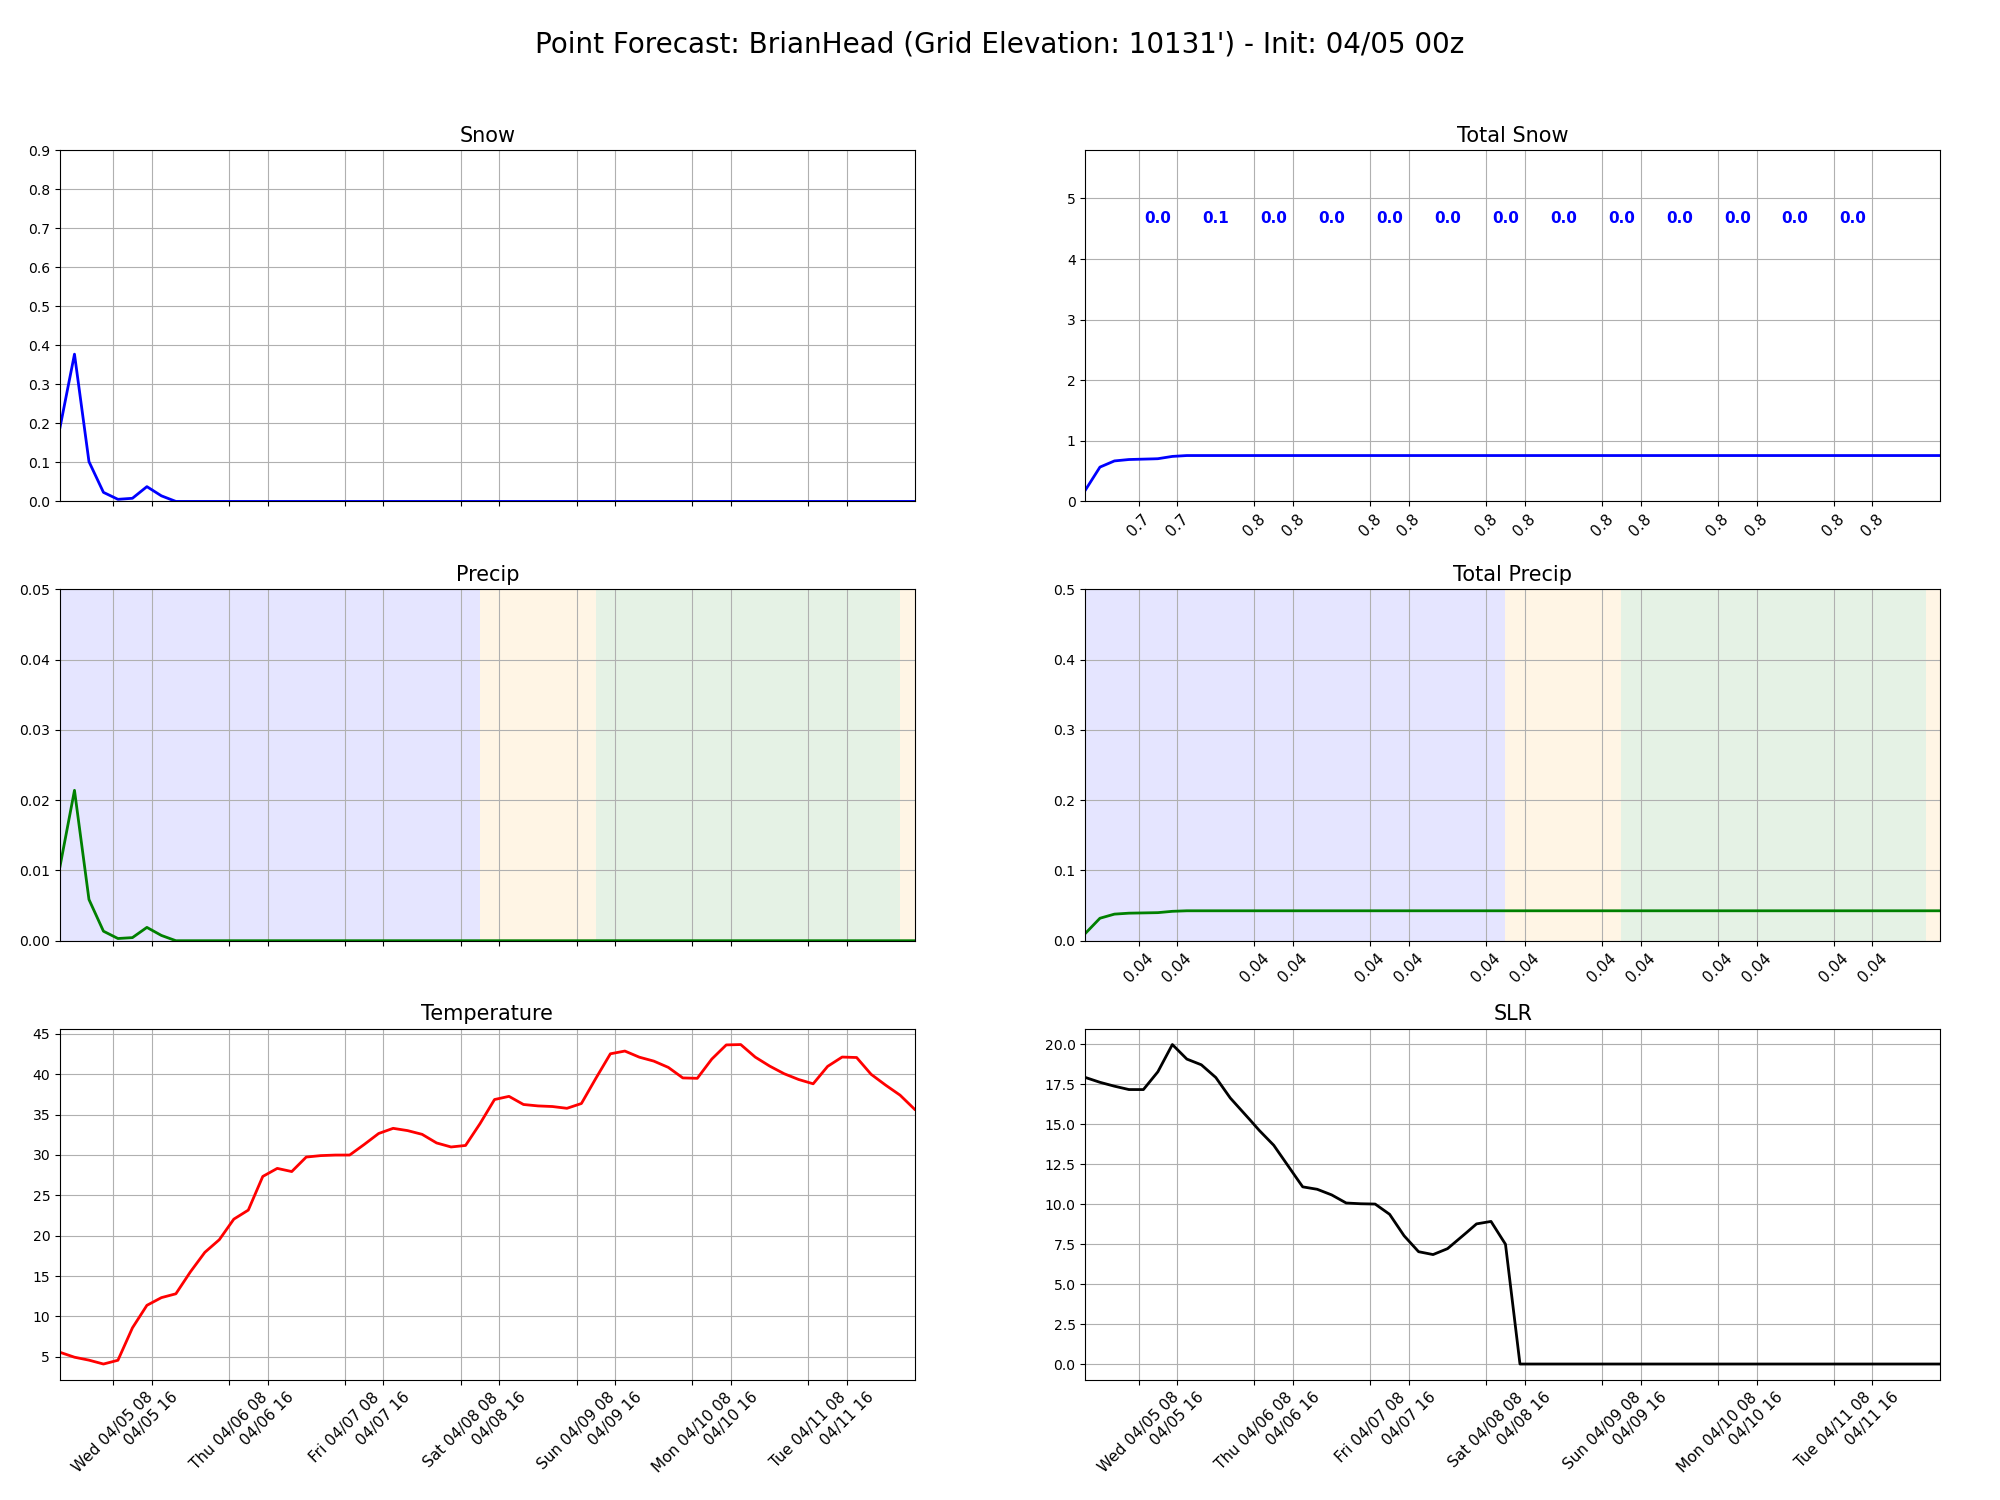 Point Forecast: BrianHead (Grid Elevation: 10131') - Init: 04/05 00z
Snow
0.9
0.8
0.7
0.6
0.5
0.4
0.3
0.2
0.1
0.0
Total Snow
5
4
3
2
1
0
0.0 0.1 0.0 0.0 0.0 0.0 0.0 0.0 0.0 0.0 0.0 0.0 0.0
0.7 0.7 0.8 0.8 0.8 0.8 0.8 0.8 0.8 0.8 0.8 0.8 0.8 0.8
Precip
0.05
0.04
0.03
0.02
0.01
0.00
Total Precip
0.5
0.4
0.3
0.2
0.1
0.0
0.04 0.04 0.04 0.04 0.04 0.04 0.04 0.04 0.04 0.04 0.04 0.04 0.04 0.04
Temperature
45
40
35
30
25
20
15
10
5
Wed 04/05 08
04/05 16
Thu 04/06 08
04/06 16
Fri 04/07 08
04/07 16
Sat 04/08 08
04/08 16
Sun 04/09 08
04/09 16
Mon 04/10 08
04/10 16
Tue 04/11 08
04/11 16
SLR
20.0
17.5
15.0
12.5
10.0
7.5
5.0
2.5
0.0
Wed 04/05 08
04/05 16
Thu 04/06 08
04/06 16
Fri 04/07 08
04/07 16
Sat 04/08 08
04/08 16
Sun 04/09 08
04/09 16
Mon 04/10 08
04/10 16
Tue 04/11 08
04/11 16